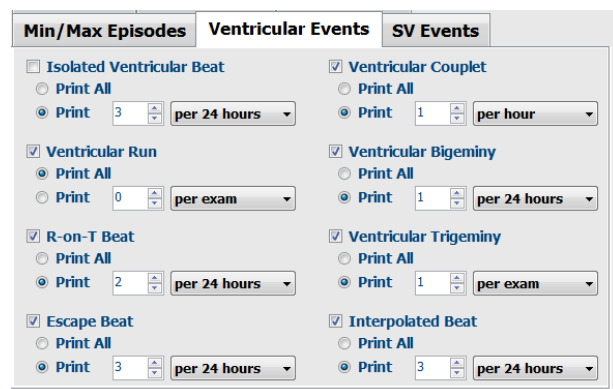 Min/Max Episodes Ventricular Events SV Events
Isolated Ventricular Beat
Print All
Print 3 per 24 hours
Ventricular Couplet
Print All
Print 1 per hour
Ventricular Run
Print All
Print 0 per exam
Ventricular Bigeminy
Print All
Print 1 per 24 hours
R-on-T Beat
Print All
Print 2 per 24 hours
Ventricular Trigeminy
Print All
Print 1 per exam
Escape Beat
Print All
Print 3 per 24 hours
Interpolated Beat
Print All
Print 3 per 24 hours